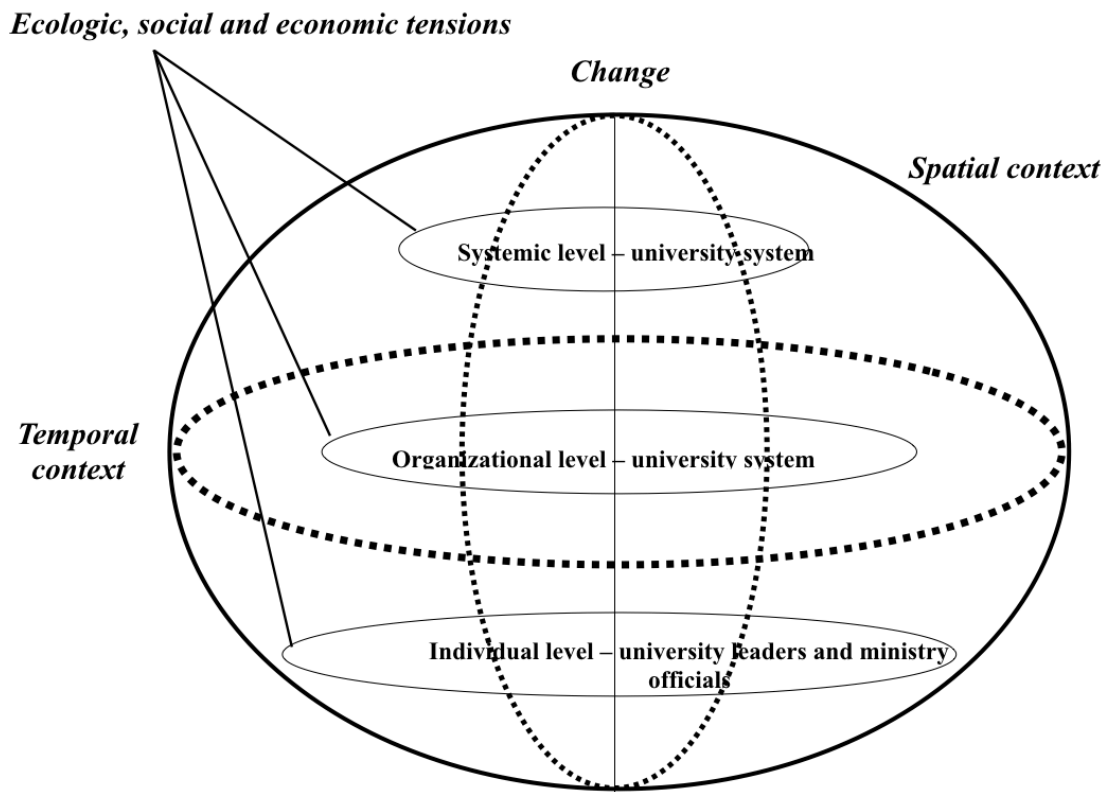 Ecologic, social and economic tensions
Change
Spatial context
Systemic level – university system
Temporal
context
Organizational level – university system
Individual level – university leaders and ministry
officials